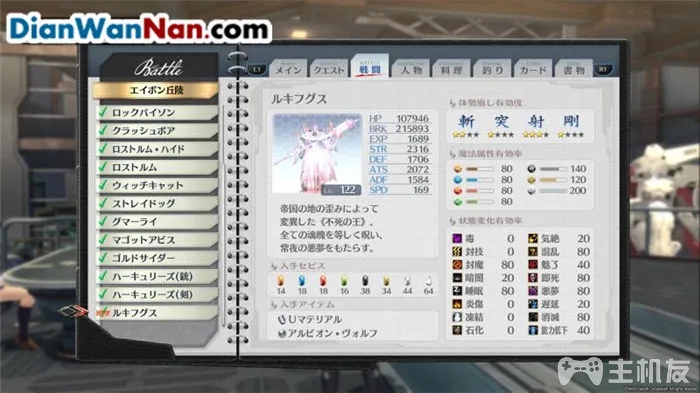 DianWanNan.com
Battle
L1 メイン クエスト 戦闘 人物 料理 釣り カード 書物 R1
BATTLE
エイボン丘陵
ロックバイソン
クラッシュボア
ロストルム・ハイド
ロストルム
ウィッチキャット
ストレイドッグ
グマーライ
マゴットアビス
ゴールドサイダー
ハーキュリーズ(銃)
ハーキュリーズ(剣)
ルキフグス
ルキフグス
HP 107946
BRK 215893
EXP 1689
STR 2316
DEF 1706
ATS 2072
ADF 1584
SPD 169
Lv. 122
帝国の地の歪みによって
変異した《不死の王》。
全ての魂魄を等しく呪い、
常夜の悪夢をもたらす。
入手セピス
14 18 18 16 38 34 44 64
入手アイテム
Uマテリアル
アルビオン・ヴォルフ
体勢崩し有効度
斬 突 射 剛
魔法属性有効率
80 140
80 120
80 200
80
状態変化有効率
毒 0 気絶 20
封技 0 混乱 80
封魔 80 魅了 40
暗闇 20 即死 20
睡眠 80 悪夢 80
炎傷 0 遅延 20
凍結 0 消滅 80
石化 0 能力低下 40
主机友